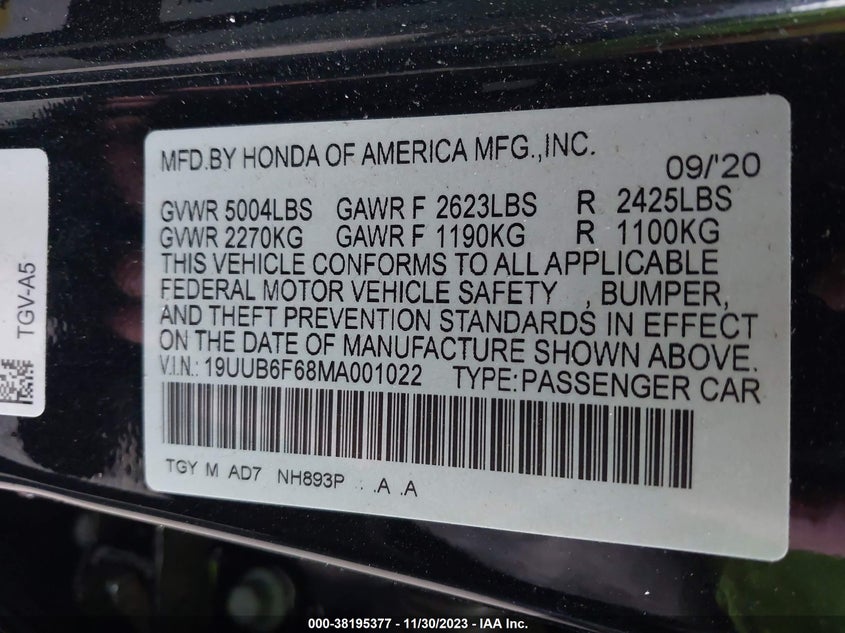 MFD.BY HONDA OF AMERICA MFG.,INC.
09/'20
GVWR 5004LBS GAWR F 2623LBS R 2425LBS
GVWR 2270KG GAWR F 1190KG R 1100KG
THIS VEHICLE CONFORMS TO ALL APPLICABLE
FEDERAL MOTOR VEHICLE SAFETY , BUMPER,
AND THEFT PREVENTION STANDARDS IN EFFECT
ON THE DATE OF MANUFACTURE SHOWN ABOVE.
V.I.N.: 19UUB6F68MA001022 TYPE:PASSENGER CAR
TGY M AD7 NH893P . .A .A
TGV-A5
000-38195377 - 11/30/2023 - IAA Inc.